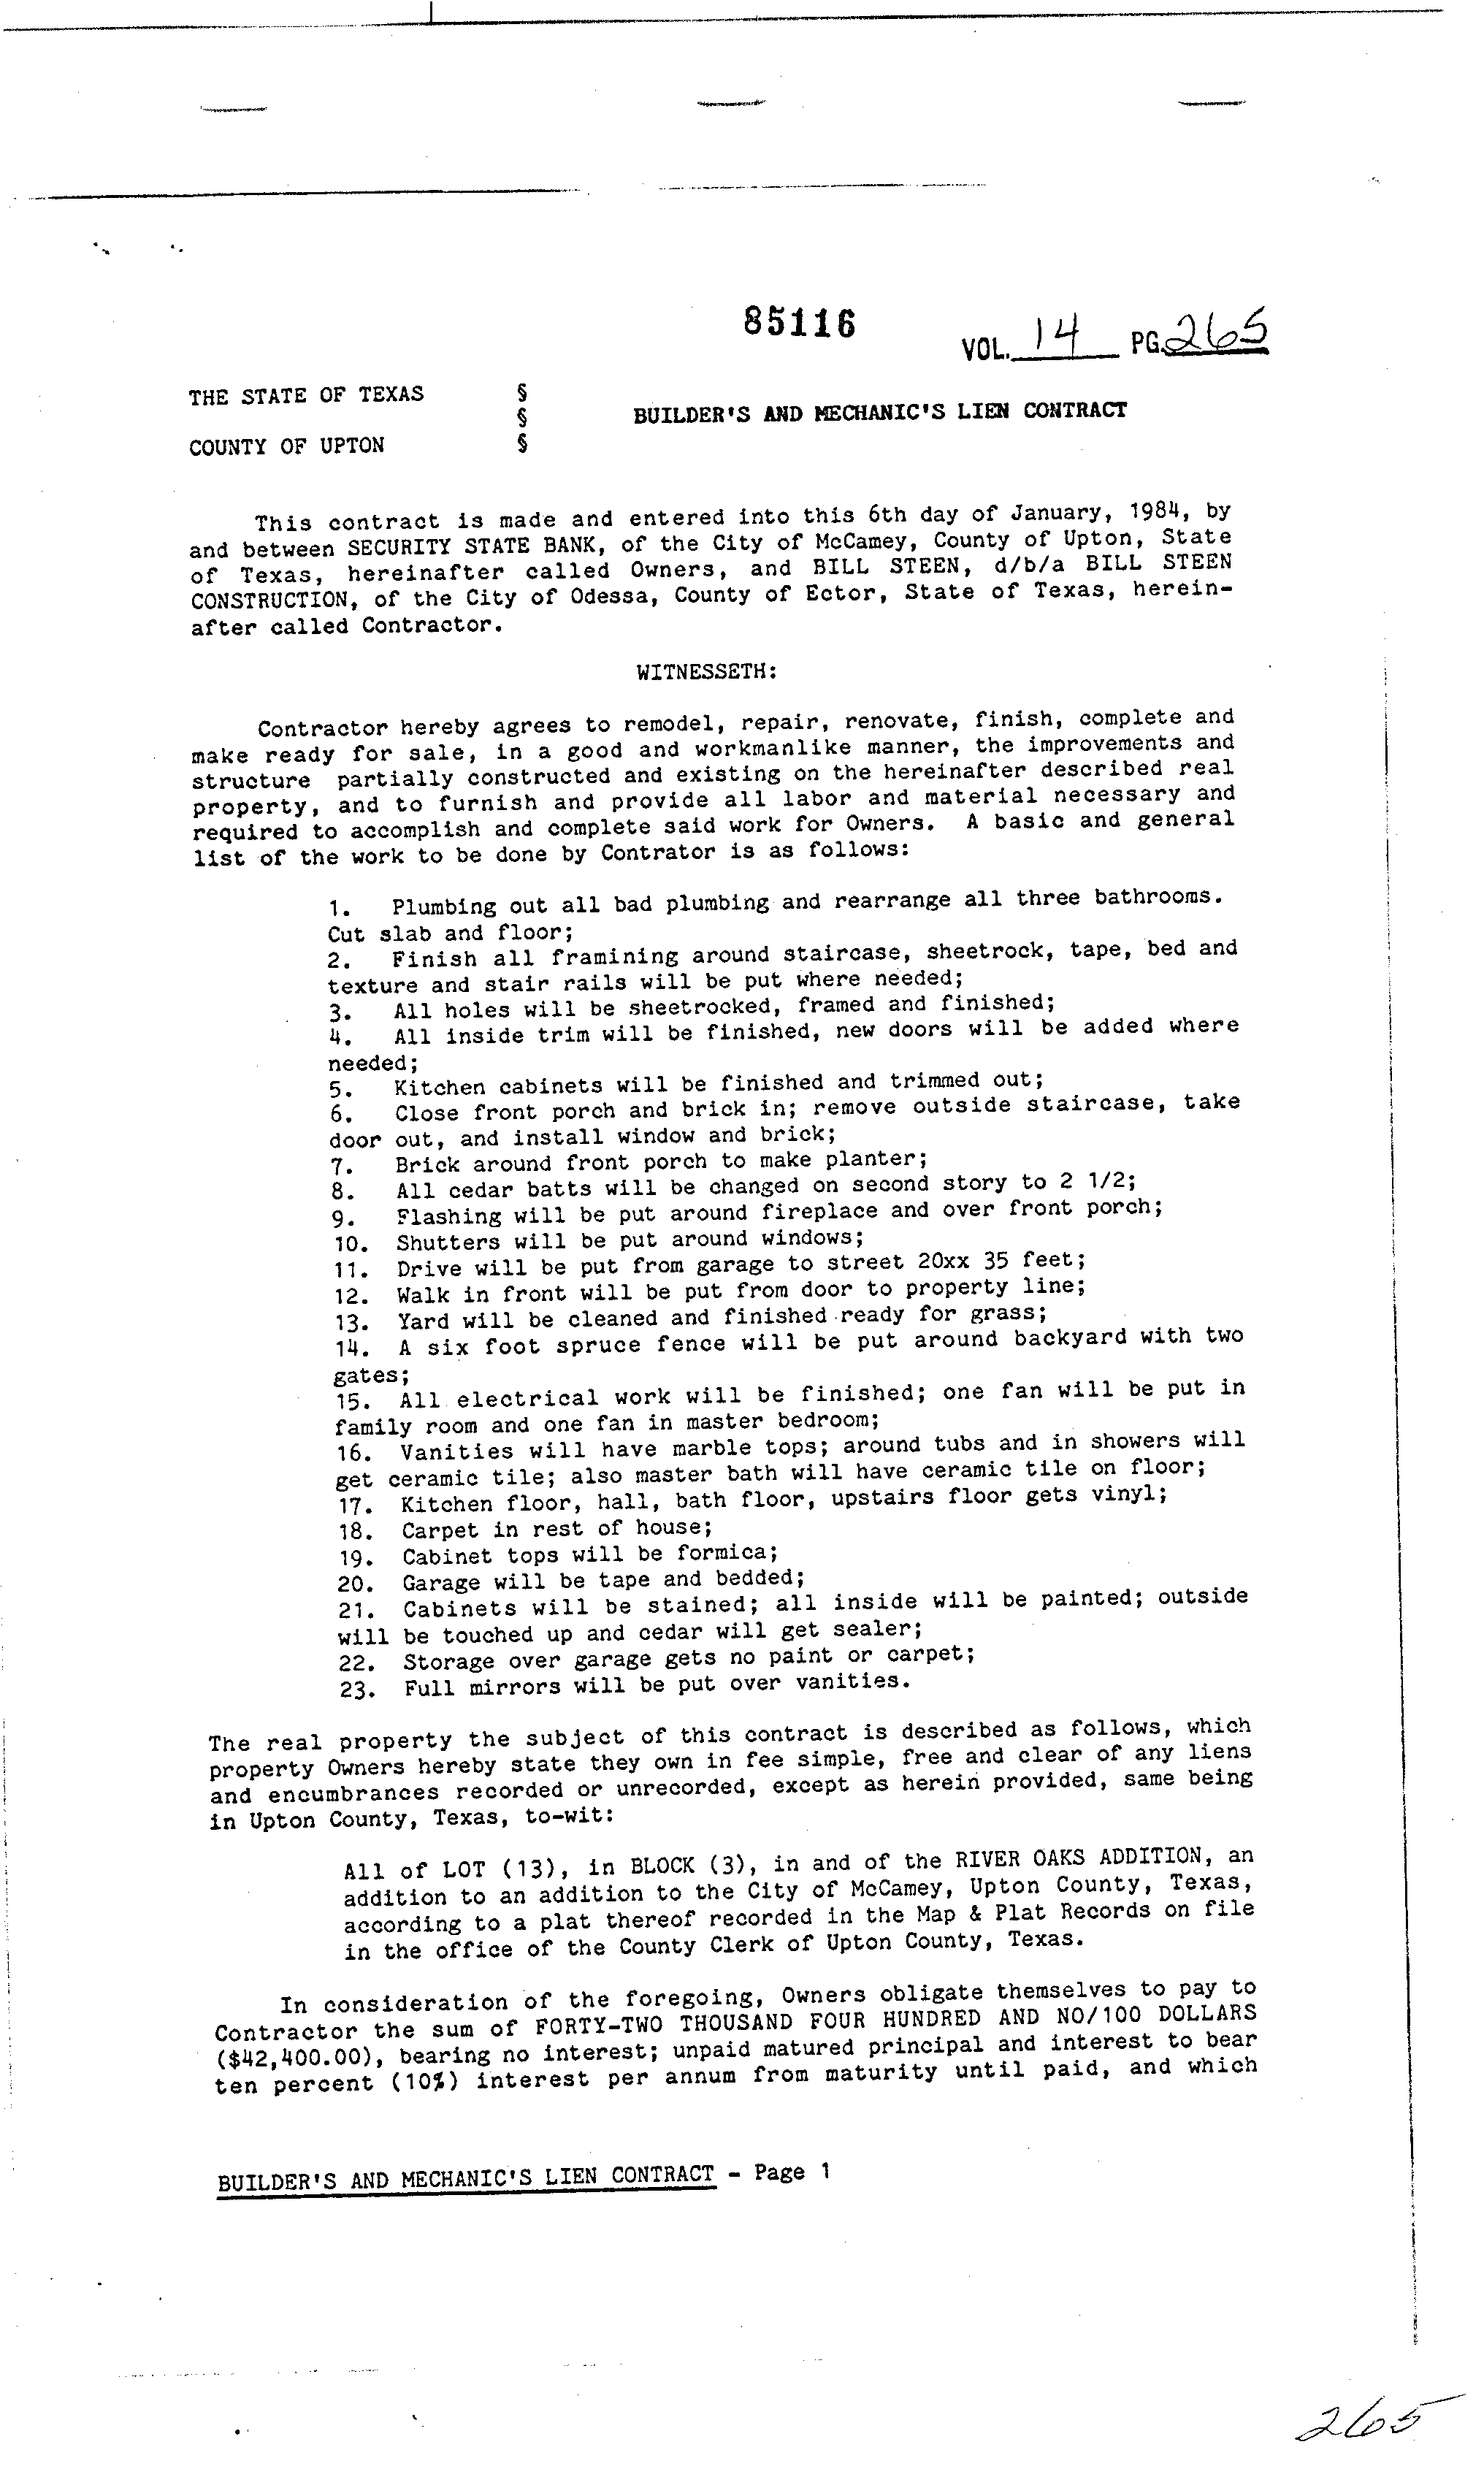 85116
VOL. 14 PG. 265
THE STATE OF TEXAS §
§ BUILDER'S AND MECHANIC'S LIEN CONTRACT
COUNTY OF UPTON §
This contract is made and entered into this 6th day of January, 1984, by
and between SECURITY STATE BANK, of the City of McCamey, County of Upton, State
of Texas, hereinafter called Owners, and BILL STEEN, d/b/a BILL STEEN
CONSTRUCTION, of the City of Odessa, County of Ector, State of Texas, herein-
after called Contractor.
WITNESSETH:
Contractor hereby agrees to remodel, repair, renovate, finish, complete and
make ready for sale, in a good and workmanlike manner, the improvements and
structure partially constructed and existing on the hereinafter described real
property, and to furnish and provide all labor and material necessary and
required to accomplish and complete said work for Owners. A basic and general
list of the work to be done by Contrator is as follows:
1. Plumbing out all bad plumbing and rearrange all three bathrooms.
Cut slab and floor;
2. Finish all framining around staircase, sheetrock, tape, bed and
texture and stair rails will be put where needed;
3. All holes will be sheetrocked, framed and finished;
4. All inside trim will be finished, new doors will be added where
needed;
5. Kitchen cabinets will be finished and trimmed out;
6. Close front porch and brick in; remove outside staircase, take
door out, and install window and brick;
7. Brick around front porch to make planter;
8. All cedar batts will be changed on second story to 2 1/2;
9. Flashing will be put around fireplace and over front porch;
10. Shutters will be put around windows;
11. Drive will be put from garage to street 20xx 35 feet;
12. Walk in front will be put from door to property line;
13. Yard will be cleaned and finished ready for grass;
14. A six foot spruce fence will be put around backyard with two
gates;
15. All electrical work will be finished; one fan will be put in
family room and one fan in master bedroom;
16. Vanities will have marble tops; around tubs and in showers will
get ceramic tile; also master bath will have ceramic tile on floor;
17. Kitchen floor, hall, bath floor, upstairs floor gets vinyl;
18. Carpet in rest of house;
19. Cabinet tops will be formica;
20. Garage will be tape and bedded;
21. Cabinets will be stained; all inside will be painted; outside
will be touched up and cedar will get sealer;
22. Storage over garage gets no paint or carpet;
23. Full mirrors will be put over vanities.
The real property the subject of this contract is described as follows, which
property Owners hereby state they own in fee simple, free and clear of any liens
and encumbrances recorded or unrecorded, except as herein provided, same being
in Upton County, Texas, to-wit:
All of LOT (13), in BLOCK (3), in and of the RIVER OAKS ADDITION, an
addition to an addition to the City of McCamey, Upton County, Texas,
according to a plat thereof recorded in the Map & Plat Records on file
in the office of the County Clerk of Upton County, Texas.
In consideration of the foregoing, Owners obligate themselves to pay to
Contractor the sum of FORTY-TWO THOUSAND FOUR HUNDRED AND NO/100 DOLLARS
($42,400.00), bearing no interest; unpaid matured principal and interest to bear
ten percent (10%) interest per annum from maturity until paid, and which
BUILDER'S AND MECHANIC'S LIEN CONTRACT - Page 1
265